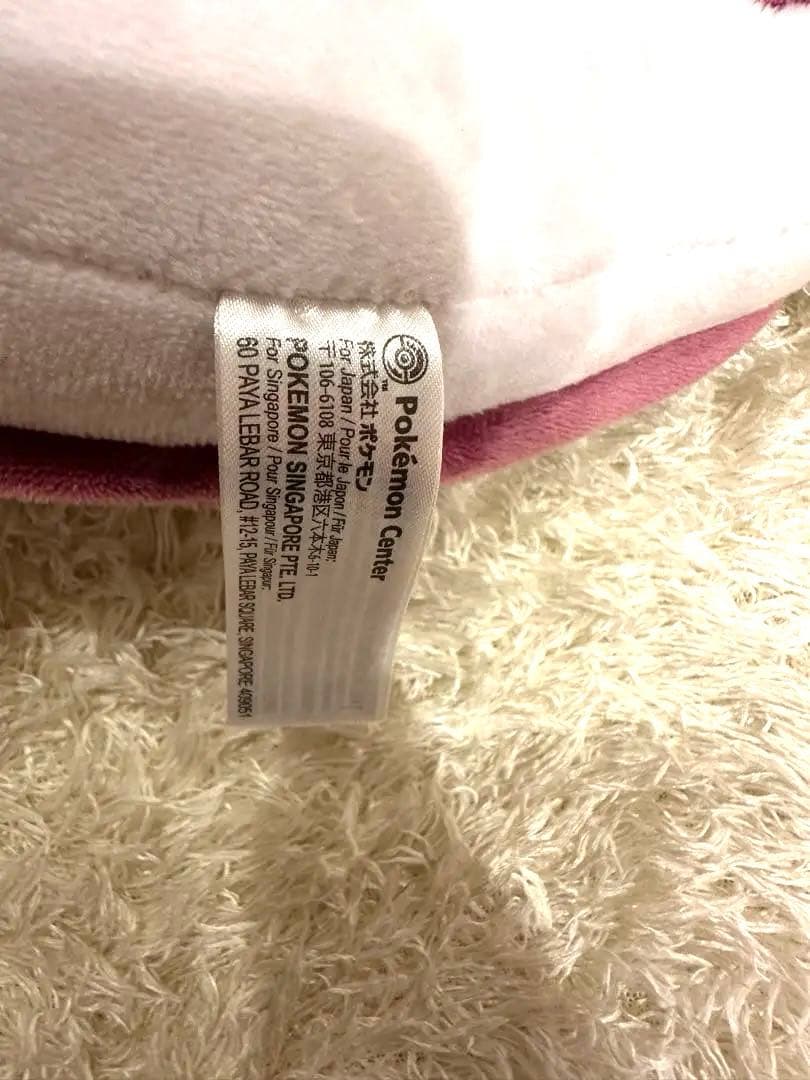 Pokémon Center
TM
株式会社ポケモン
For Japan / Pour le Japon / Für Japan:
〒106-6108 東京都港区六本木6-10-1
POKEMON SINGAPORE PTE. LTD.
For Singapore / Pour Singapour / Für Singapur:
60 PAYA LEBAR ROAD, #12-15, PAYA LEBAR SQUARE, SINGAPORE 409051